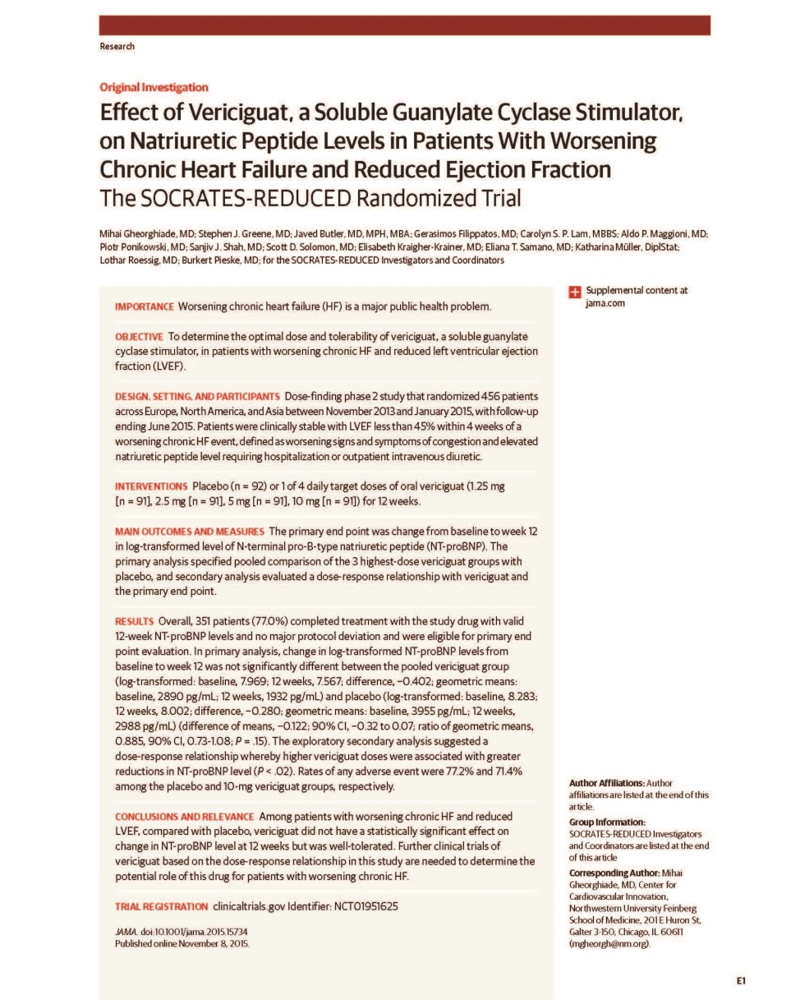 Research
Original Investigation
Effect of Vericiguat, a Soluble Guanylate Cyclase Stimulator,
on Natriuretic Peptide Levels in Patients With Worsening
Chronic Heart Failure and Reduced Ejection Fraction
The SOCRATES-REDUCED Randomized Trial
Mihai Gheorghiade, MD; Stephen J. Greene, MD; Javed Butler, MD, MPH, MBA; Gerasimos Filippatos, MD; Carolyn S. P. Lam, MBBS; Aldo P. Maggioni, MD;
Piotr Ponikowski, MD; Sanjiv J. Shah, MD; Scott D. Solomon, MD; Elisabeth Kraigher-Krainer, MD; Eliana T. Samano, MD; Katharina Müller, DiplStat;
Lothar Roessig, MD; Burkert Pieske, MD; for the SOCRATES-REDUCED Investigators and Coordinators
IMPORTANCE Worsening chronic heart failure (HF) is a major public health problem.
OBJECTIVE To determine the optimal dose and tolerability of vericiguat, a soluble guanylate
cyclase stimulator, in patients with worsening chronic HF and reduced left ventricular ejection
fraction (LVEF).
DESIGN, SETTING, AND PARTICIPANTS Dose-finding phase 2 study that randomized 456 patients
across Europe, North America, and Asia between November 2013 and January 2015, with follow-up
ending June 2015. Patients were clinically stable with LVEF less than 45% within 4 weeks of a
worsening chronic HF event, defined as worsening signs and symptoms of congestion and elevated
natriuretic peptide level requiring hospitalization or outpatient intravenous diuretic.
INTERVENTIONS Placebo (n = 92) or 1 of 4 daily target doses of oral vericiguat (1.25 mg
[n = 91], 2.5 mg [n = 91], 5 mg [n = 91], 10 mg [n = 91]) for 12 weeks.
MAIN OUTCOMES AND MEASURES The primary end point was change from baseline to week 12
in log-transformed level of N-terminal pro-B-type natriuretic peptide (NT-proBNP). The
primary analysis specified pooled comparison of the 3 highest-dose vericiguat groups with
placebo, and secondary analysis evaluated a dose-response relationship with vericiguat and
the primary end point.
RESULTS Overall, 351 patients (77.0%) completed treatment with the study drug with valid
12-week NT-proBNP levels and no major protocol deviation and were eligible for primary end
point evaluation. In primary analysis, change in log-transformed NT-proBNP levels from
baseline to week 12 was not significantly different between the pooled vericiguat group
(log-transformed: baseline, 7.969; 12 weeks, 7.567; difference, −0.402; geometric means:
baseline, 2890 pg/mL; 12 weeks, 1932 pg/mL) and placebo (log-transformed: baseline, 8.283;
12 weeks, 8.002; difference, −0.280; geometric means: baseline, 3955 pg/mL; 12 weeks,
2988 pg/mL) (difference of means, −0.122; 90% CI, −0.32 to 0.07; ratio of geometric means,
0.885, 90% CI, 0.73-1.08; P = .15). The exploratory secondary analysis suggested a
dose-response relationship whereby higher vericiguat doses were associated with greater
reductions in NT-proBNP level (P < .02). Rates of any adverse event were 77.2% and 71.4%
among the placebo and 10-mg vericiguat groups, respectively.
CONCLUSIONS AND RELEVANCE Among patients with worsening chronic HF and reduced
LVEF, compared with placebo, vericiguat did not have a statistically significant effect on
change in NT-proBNP level at 12 weeks but was well-tolerated. Further clinical trials of
vericiguat based on the dose-response relationship in this study are needed to determine the
potential role of this drug for patients with worsening chronic HF.
TRIAL REGISTRATION clinicaltrials.gov Identifier: NCT01951625
JAMA. doi:10.1001/jama.2015.15734
Published online November 8, 2015.
Supplemental content at
jama.com
Author Affiliations: Author
affiliations are listed at the end of this
article.
Group Information:
SOCRATES-REDUCED Investigators
and Coordinators are listed at the end
of this article
Corresponding Author: Mihai
Gheorghiade, MD, Center for
Cardiovascular Innovation,
Northwestern University Feinberg
School of Medicine, 201 E Huron St,
Galter 3-150, Chicago, IL 60611
(mgheorgh@nm.org).
E1